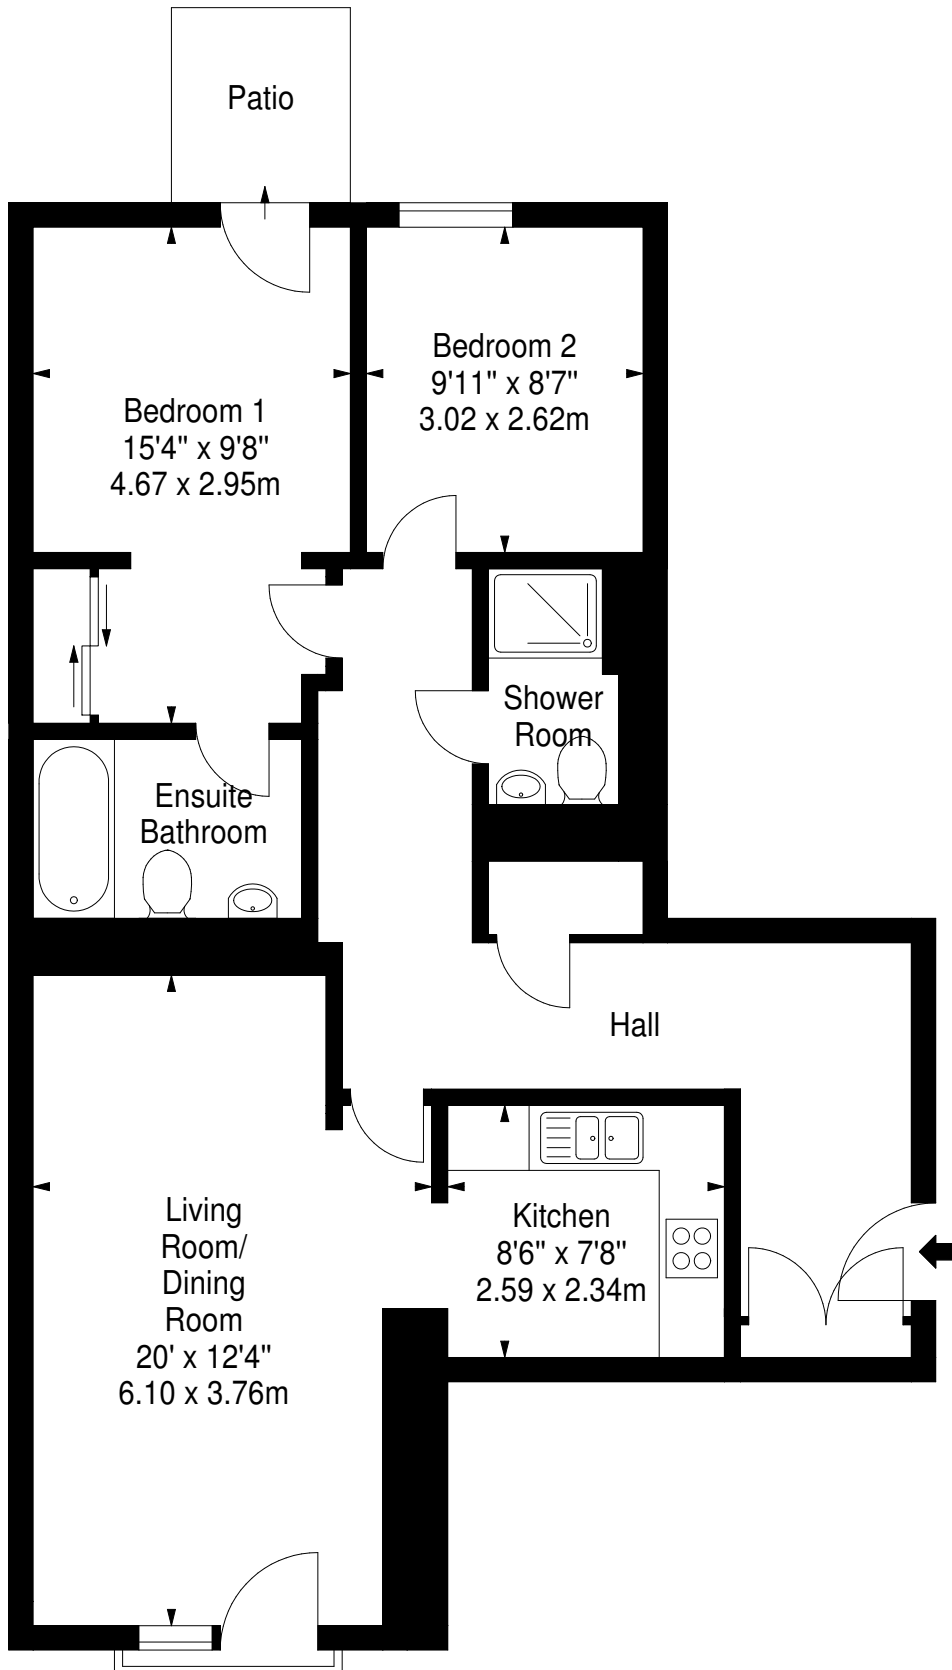 Patio
Bedroom 2
9'11" x 8'7"
3.02 x 2.62m
Bedroom 1
15'4" x 9'8"
4.67 x 2.95m
Shower
Room
Ensuite
Bathroom
Hall
Living
Room/
Dining
Room
20' x 12'4"
6.10 x 3.76m
Kitchen
8'6" x 7'8"
2.59 x 2.34m